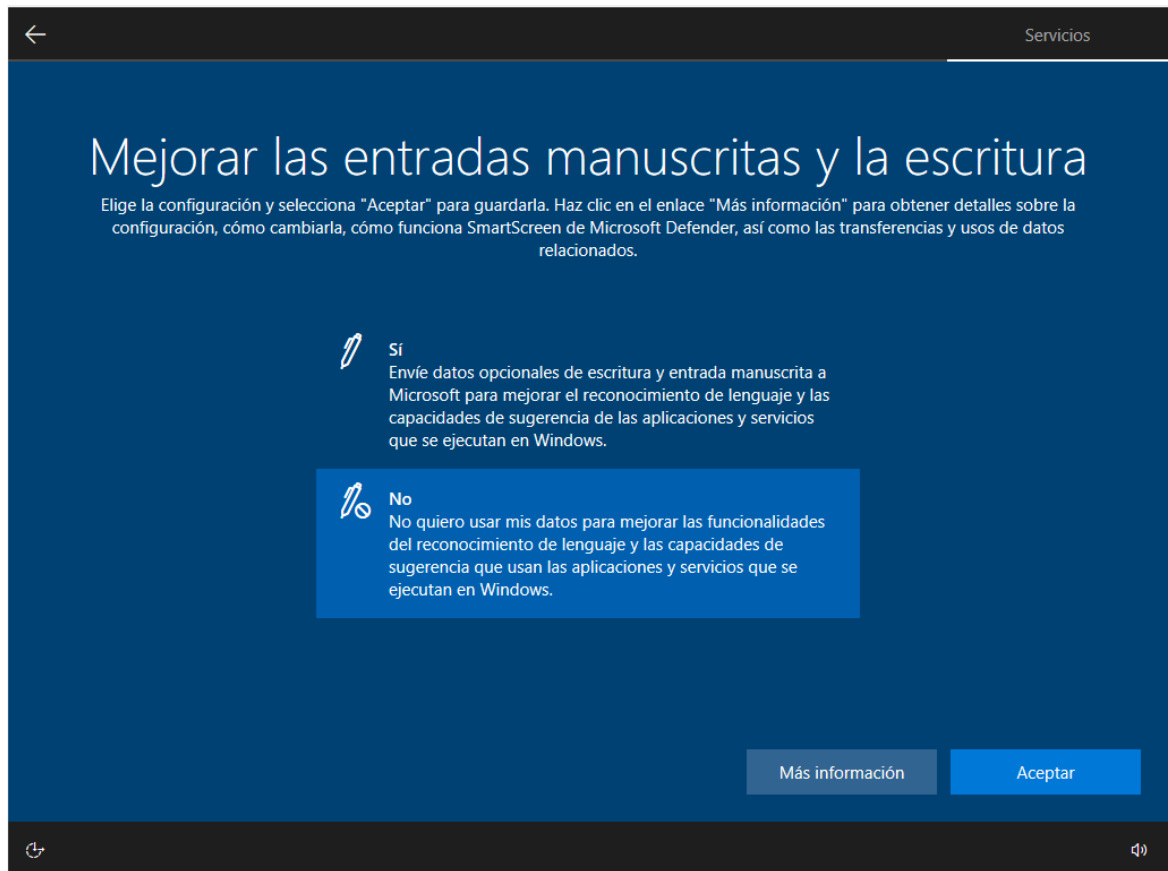 Servicios
Mejorar las entradas manuscritas y la escritura
Elige la configuración y selecciona "Aceptar" para guardarla. Haz clic en el enlace "Más información" para obtener detalles sobre la
configuración, cómo cambiarla, cómo funciona SmartScreen de Microsoft Defender, así como las transferencias y usos de datos
relacionados.
Sí
Envíe datos opcionales de escritura y entrada manuscrita a
Microsoft para mejorar el reconocimiento de lenguaje y las
capacidades de sugerencia de las aplicaciones y servicios
que se ejecutan en Windows.
No
No quiero usar mis datos para mejorar las funcionalidades
del reconocimiento de lenguaje y las capacidades de
sugerencia que usan las aplicaciones y servicios que se
ejecutan en Windows.
Más información
Aceptar